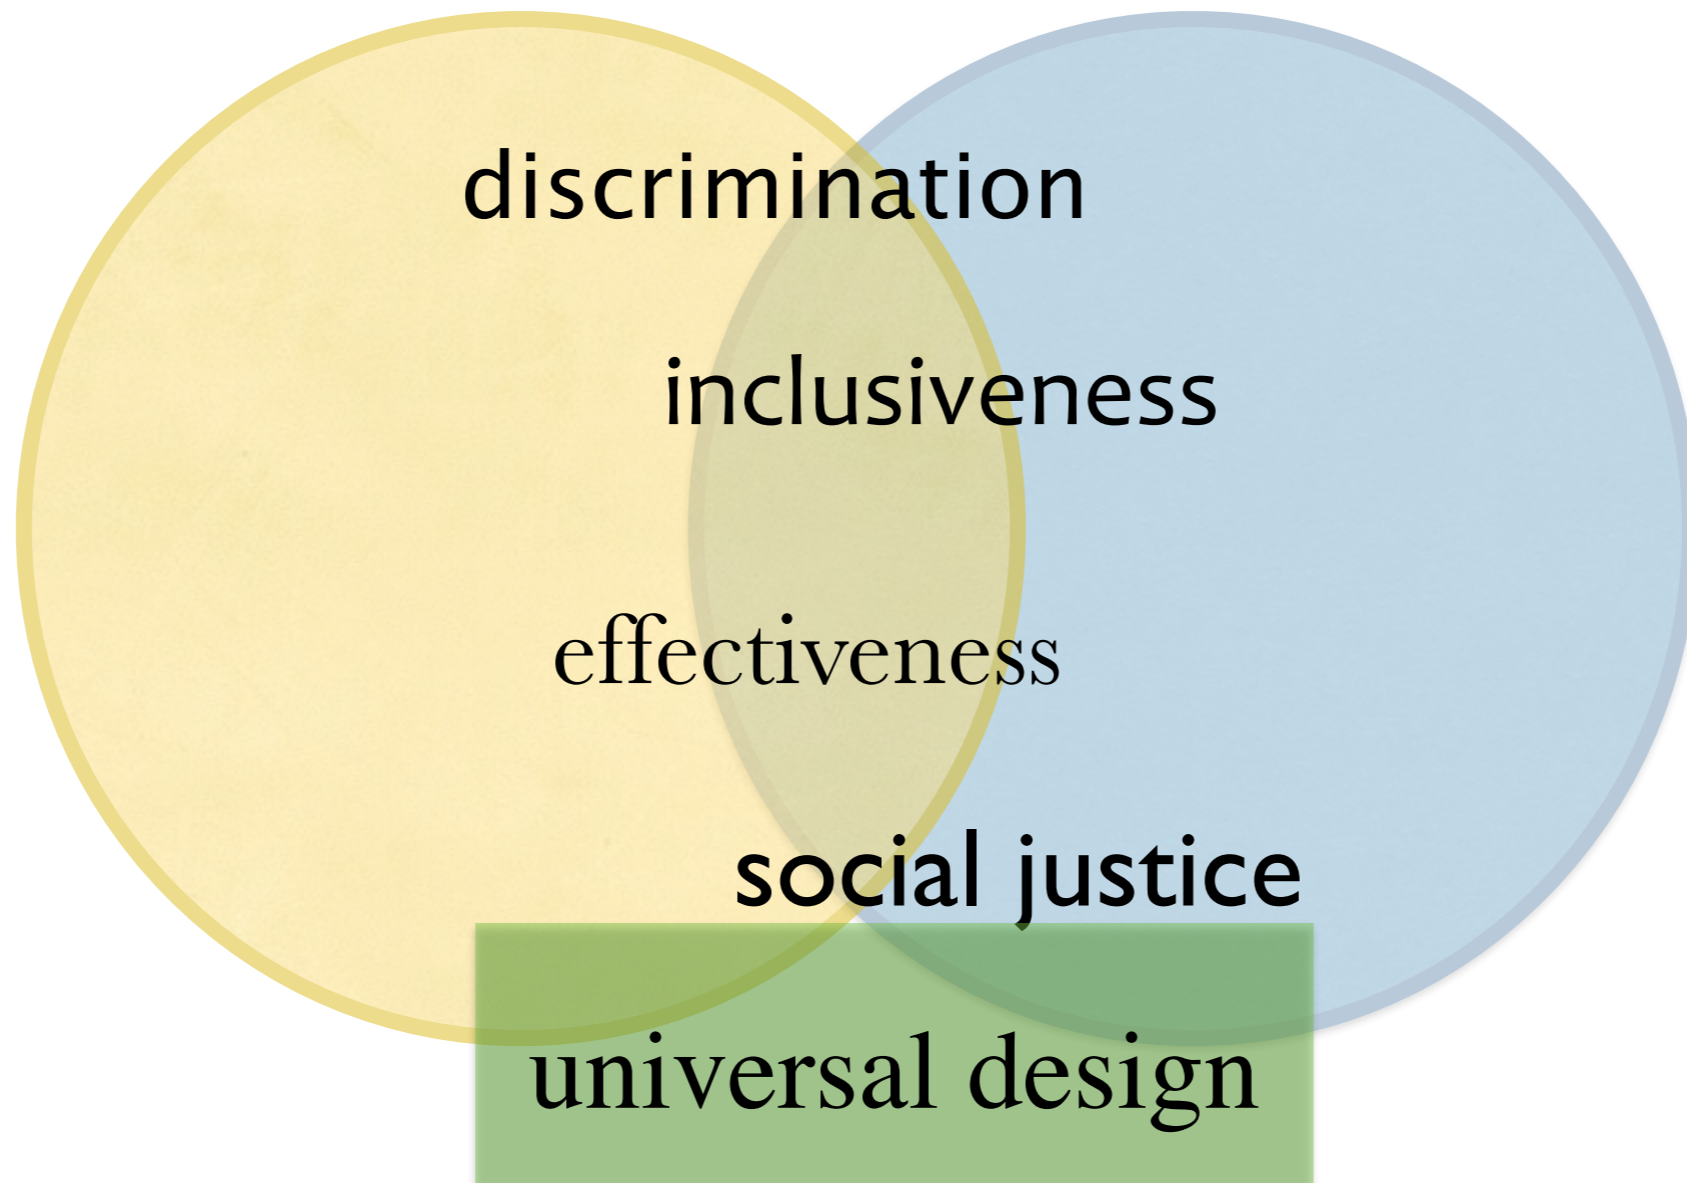 discrimination
inclusiveness
effectiveness
social justice
universal design